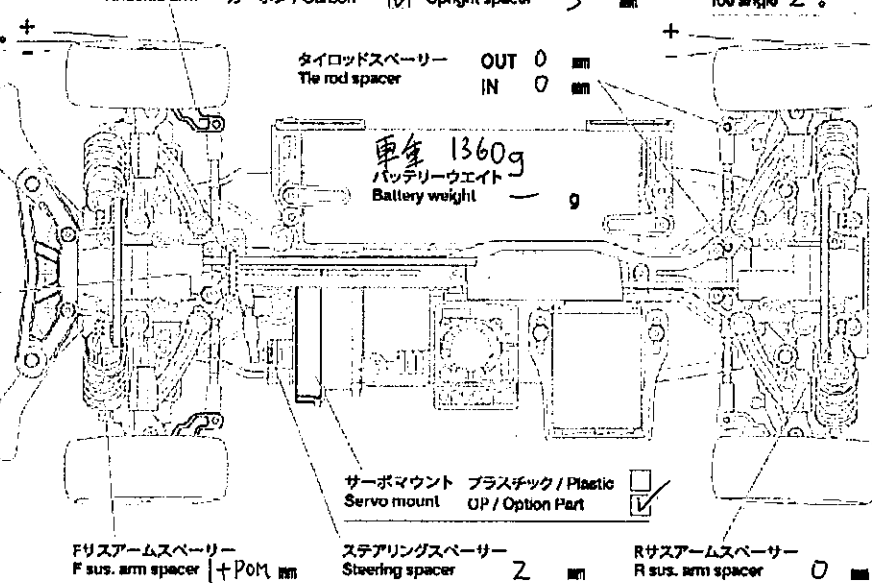 カーボン / Carbon ☑ Upright spacer 3 mm
Toe angle 2 °
+
-
+
-
タイロッドスペーサー OUT 0 mm
Tie rod spacer IN 0 mm
車重 1360g
バッテリーウエイト
Battery weight — g
サーボマウント プラスチック / Plastic ☐
Servo mount OP / Option Part ☑
Fサスアームスペーサー
F sus. arm spacer 1+POM mm
ステアリングスペーサー
Steering spacer 2 mm
Rサスアームスペーサー
R sus. arm spacer 0 mm